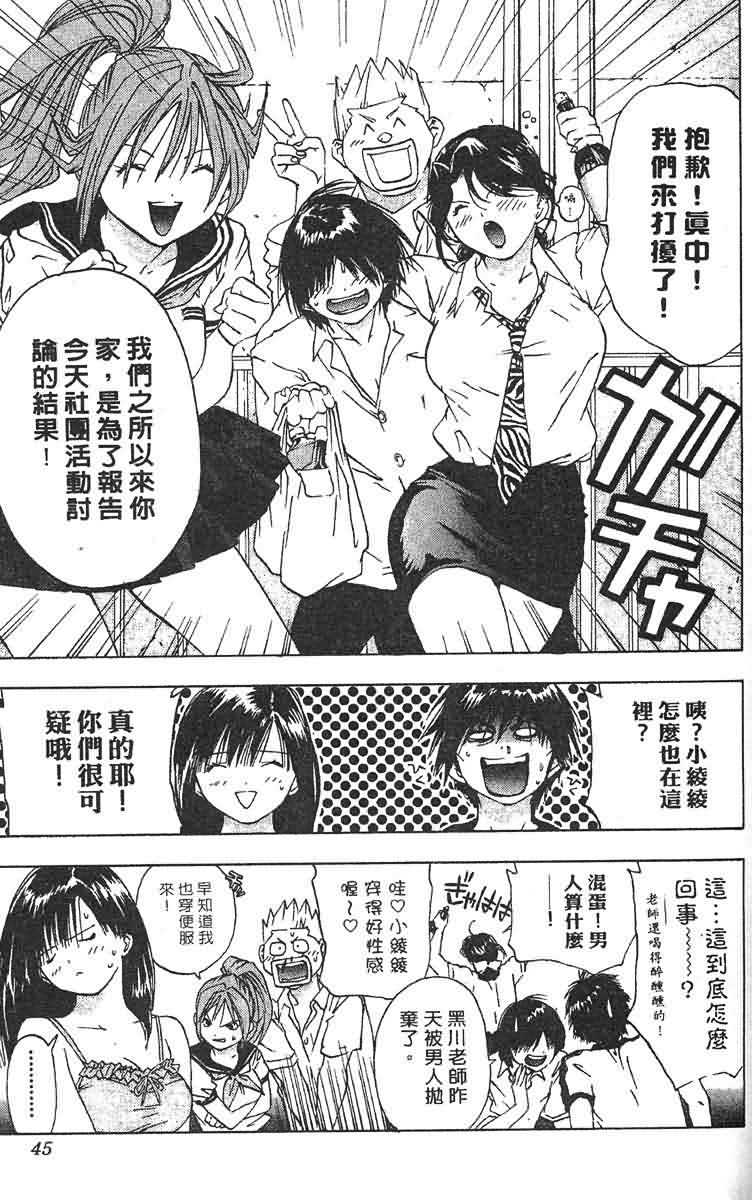 抱歉！真中！
我們來打擾了！
嗝…
ガチャ
我們之所以來你
家，是為了報告
今天社團活動討
論的結果！
咦？小綾綾
怎麼也在這
裡？
真的耶！
你們很可
疑哦！
這…這到底怎麼
回事～～～～？
老師還喝得醉醺醺的！
混蛋！男
人算什麼
ぎゃはは
黑川老師昨
天被男人拋
棄了。
哇♡小綾綾
穿得好性感
喔～♡
早知道我
也穿便服
來！
…………
45